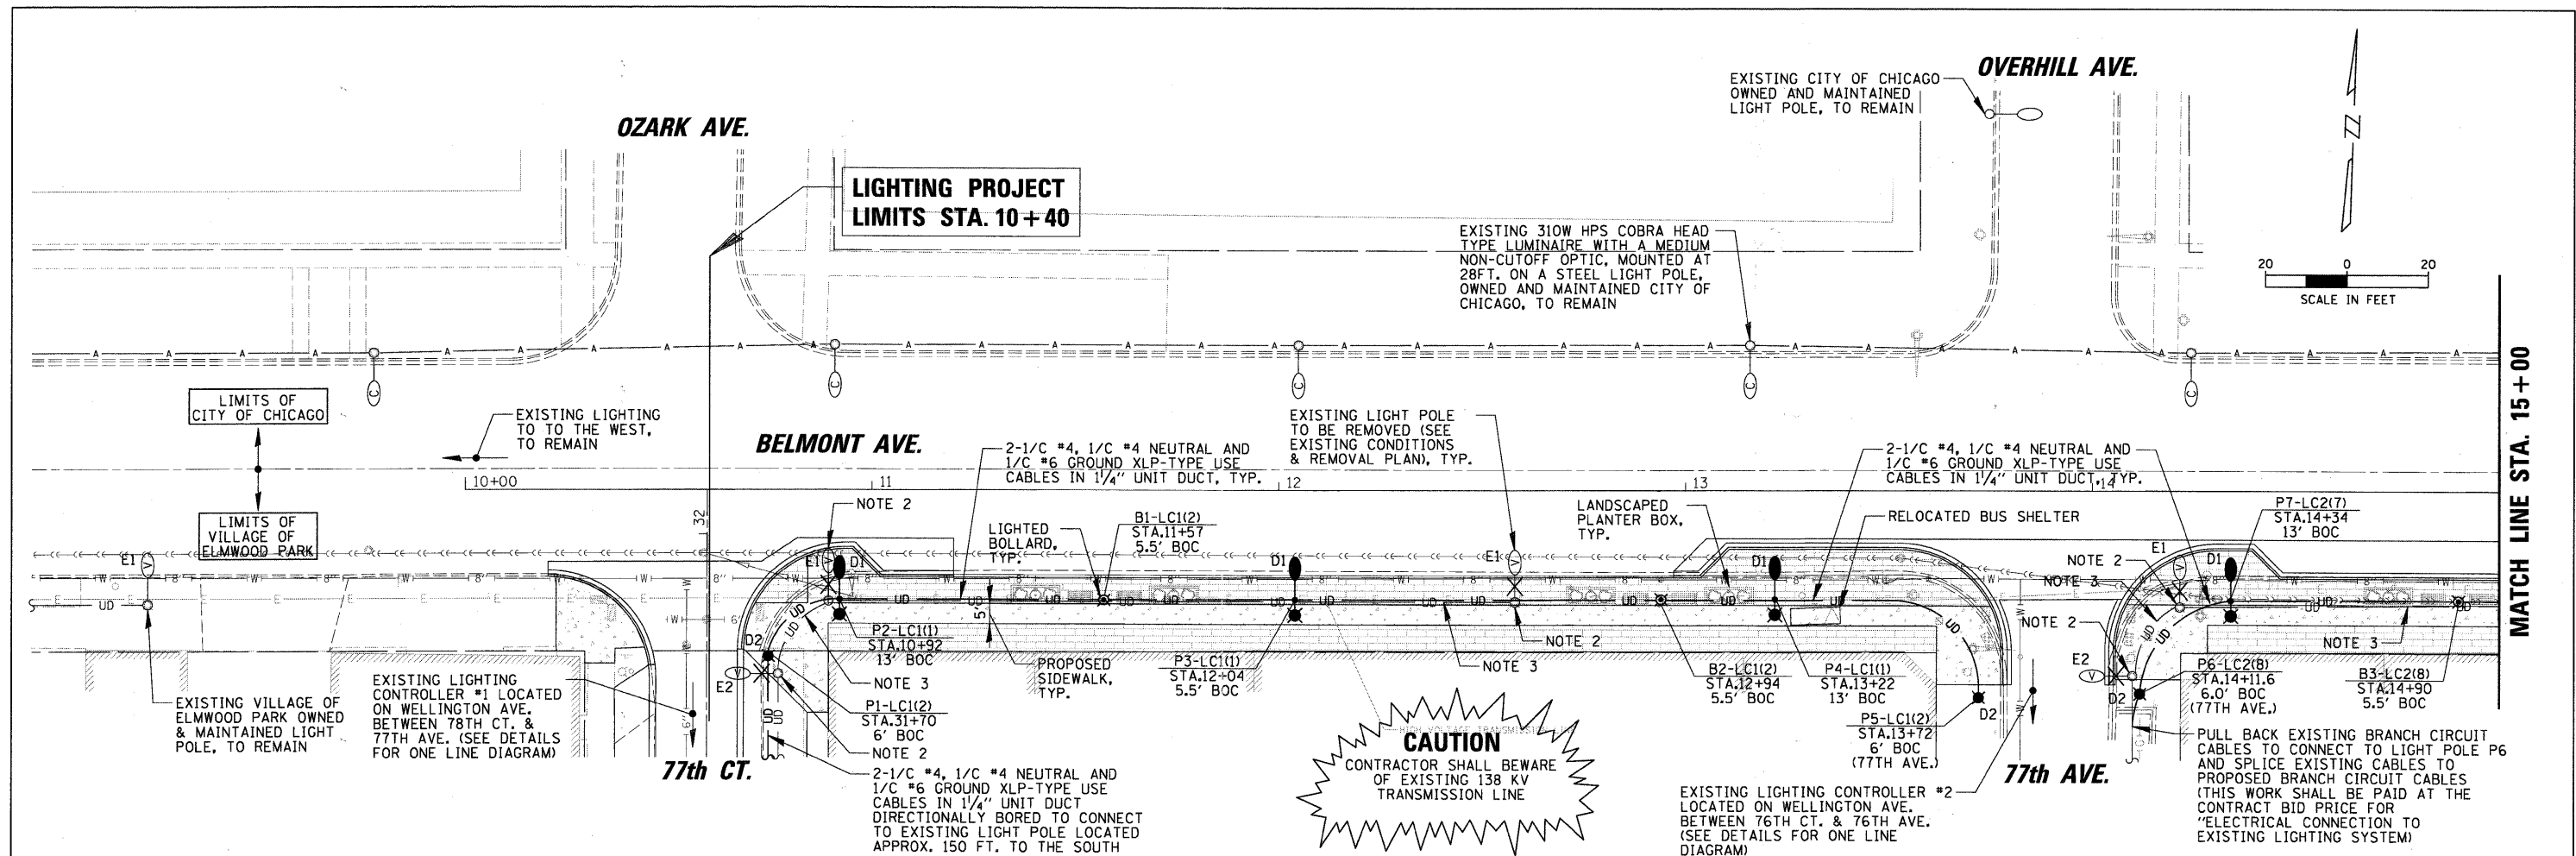 OVERHILL AVE.
EXISTING CITY OF CHICAGO
OWNED AND MAINTAINED
LIGHT POLE, TO REMAIN
OZARK AVE.
N
LIGHTING PROJECT
LIMITS STA. 10+40
EXISTING 310W HPS COBRA HEAD
TYPE LUMINAIRE WITH A MEDIUM
NON-CUTOFF OPTIC, MOUNTED AT
28FT. ON A STEEL LIGHT POLE,
OWNED AND MAINTAINED CITY OF
CHICAGO, TO REMAIN
20 0 20
SCALE IN FEET
MATCH LINE STA. 15+00
A A A A A A A A A A A A
C C C C C
LIMITS OF
CITY OF CHICAGO
EXISTING LIGHTING
TO TO THE WEST,
TO REMAIN
LIMITS OF
VILLAGE OF
ELMWOOD PARK
BELMONT AVE.
2-1/C #4, 1/C #4 NEUTRAL AND
1/C #6 GROUND XLP-TYPE USE
CABLES IN 1 1/4" UNIT DUCT, TYP.
EXISTING LIGHT POLE
TO BE REMOVED (SEE
EXISTING CONDITIONS
& REMOVAL PLAN), TYP.
2-1/C #4, 1/C #4 NEUTRAL AND
1/C #6 GROUND XLP-TYPE USE
CABLES IN 1 1/4" UNIT DUCT, TYP.
10+00 11 12 13 14
32
NOTE 2
LIGHTED
BOLLARD,
TYP.
B1-LC1(2)
STA.11+57
5.5' BOC
LANDSCAPED
PLANTER BOX,
TYP.
RELOCATED BUS SHELTER
P7-LC2(7)
STA.14+34
13' BOC
E1
V
UD
E1
D1
D1
E1
V
D1
E1
V
D1
NOTE 2
NOTE 3
NOTE 2
5'
D2
E2
V
P2-LC1(1)
STA.10+92
13' BOC
NOTE 3
P1-LC1(2)
STA.31+70
6' BOC
NOTE 2
PROPOSED
SIDEWALK,
TYP.
P3-LC1(1)
STA.12+04
5.5' BOC
NOTE 2
NOTE 3
B2-LC1(2)
STA.12+94
5.5' BOC
P4-LC1(1)
STA.13+22
13' BOC
P5-LC1(2)
STA.13+72
6' BOC
(77TH AVE.)
D2
E2
V
D2
P6-LC2(8)
STA.14+11.6
6.0' BOC
(77TH AVE.)
NOTE 3
B3-LC2(8)
STA.14+90
5.5' BOC
EXISTING VILLAGE OF
ELMWOOD PARK OWNED
& MAINTAINED LIGHT
POLE, TO REMAIN
EXISTING LIGHTING
CONTROLLER #1 LOCATED
ON WELLINGTON AVE.
BETWEEN 78TH CT. &
77TH AVE. (SEE DETAILS
FOR ONE LINE DIAGRAM)
77th CT.
2-1/C #4, 1/C #4 NEUTRAL AND
1/C #6 GROUND XLP-TYPE USE
CABLES IN 1 1/4" UNIT DUCT
DIRECTIONALLY BORED TO CONNECT
TO EXISTING LIGHT POLE LOCATED
APPROX. 150 FT. TO THE SOUTH
HIGH VOLTAGE TRANSMISSION
CAUTION
CONTRACTOR SHALL BEWARE
OF EXISTING 138 KV
TRANSMISSION LINE
EXISTING LIGHTING CONTROLLER #2
LOCATED ON WELLINGTON AVE.
BETWEEN 76TH CT. & 76TH AVE.
(SEE DETAILS FOR ONE LINE
DIAGRAM)
77th AVE.
PULL BACK EXISTING BRANCH CIRCUIT
CABLES TO CONNECT TO LIGHT POLE P6
AND SPLICE EXISTING CABLES TO
PROPOSED BRANCH CIRCUIT CABLES
(THIS WORK SHALL BE PAID AT THE
CONTRACT BID PRICE FOR
"ELECTRICAL CONNECTION TO
EXISTING LIGHTING SYSTEM)